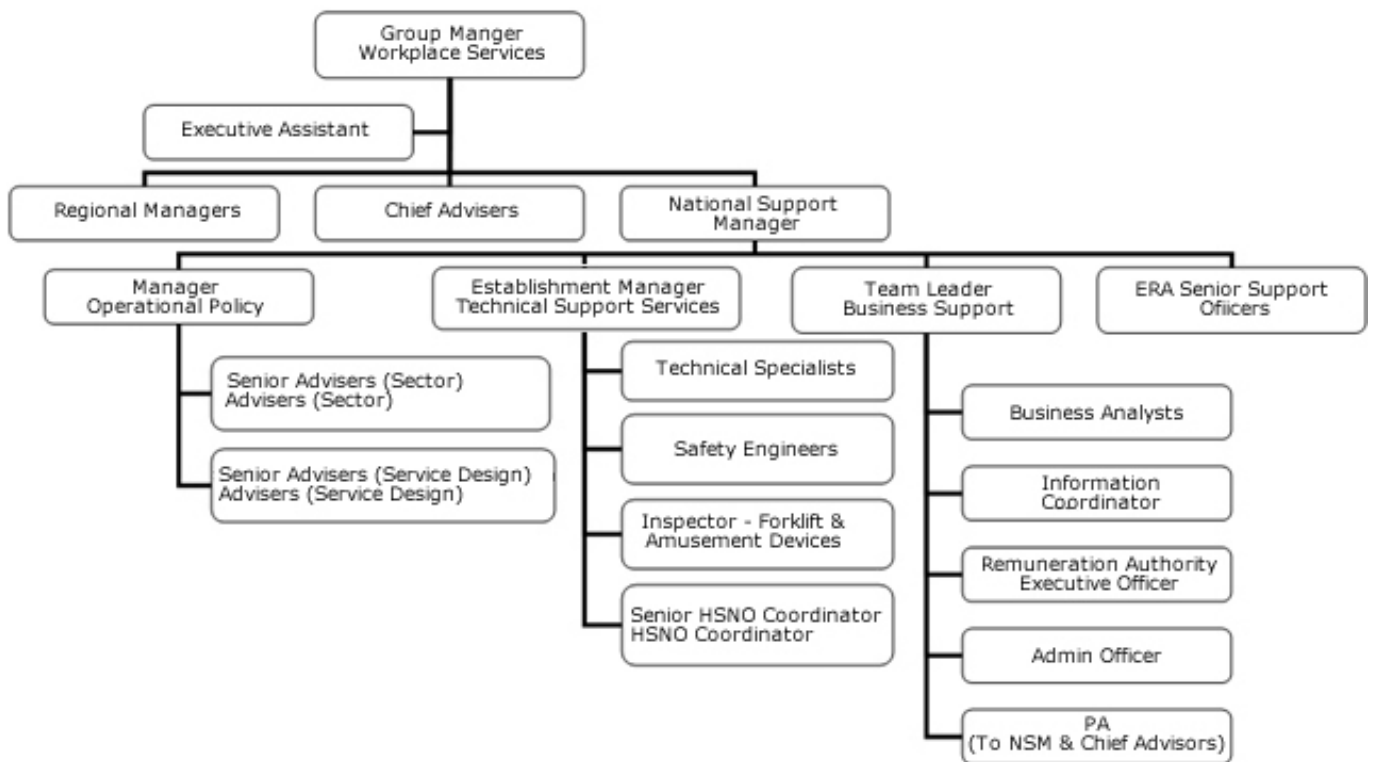 Group Manger
Workplace Services
Executive Assistant
Regional Managers
Chief Advisers
National Support
Manager
Manager
Operational Policy
Establishment Manager
Technical Support Services
Team Leader
Business Support
ERA Senior Support
Ofiicers
Senior Advisers (Sector)
Advisers (Sector)
Senior Advisers (Service Design)
Advisers (Service Design)
Technical Specialists
Safety Engineers
Inspector - Forklift &
Amusement Devices
Senior HSNO Coordinator
HSNO Coordinator
Business Analysts
Information
Coordinator
Remuneration Authority
Executive Officer
Admin Officer
PA
(To NSM & Chief Advisors)